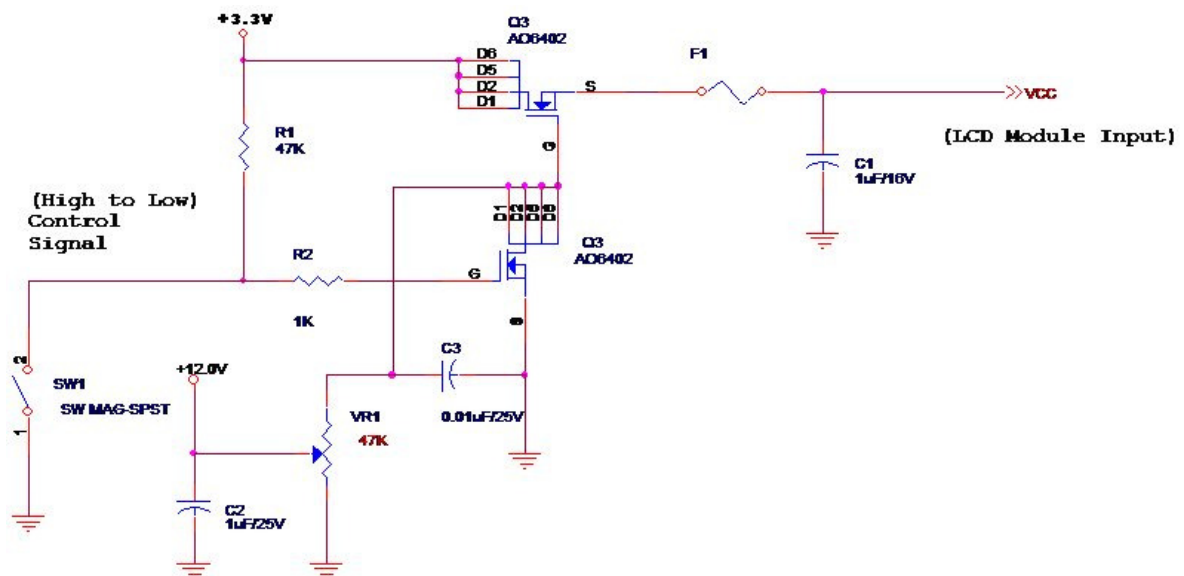 +3.3V
Q3
AO6402
D6
D5
D2
D1
S
G
F1
VCC
(LCD Module Input)
R1
47K
C1
1uF/16V
(High to Low)
Control
Signal
D1
D2
Q3
AO6402
R2
1K
G
S
2
1
SW1
SW MAG-SPST
+12.0V
C3
0.01uF/25V
VR1
47K
C2
1uF/25V